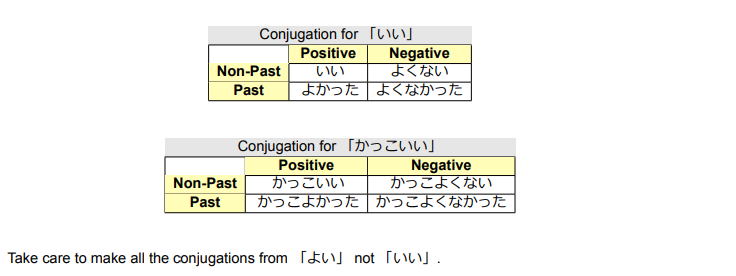 Conjugation for 「いい」
Positive Negative
Non-Past いい よくない
Past よかった よくなかった
Conjugation for 「かっこいい」
Positive Negative
Non-Past かっこいい かっこよくない
Past かっこよかった かっこよくなかった
Take care to make all the conjugations from 「よい」 not 「いい」.